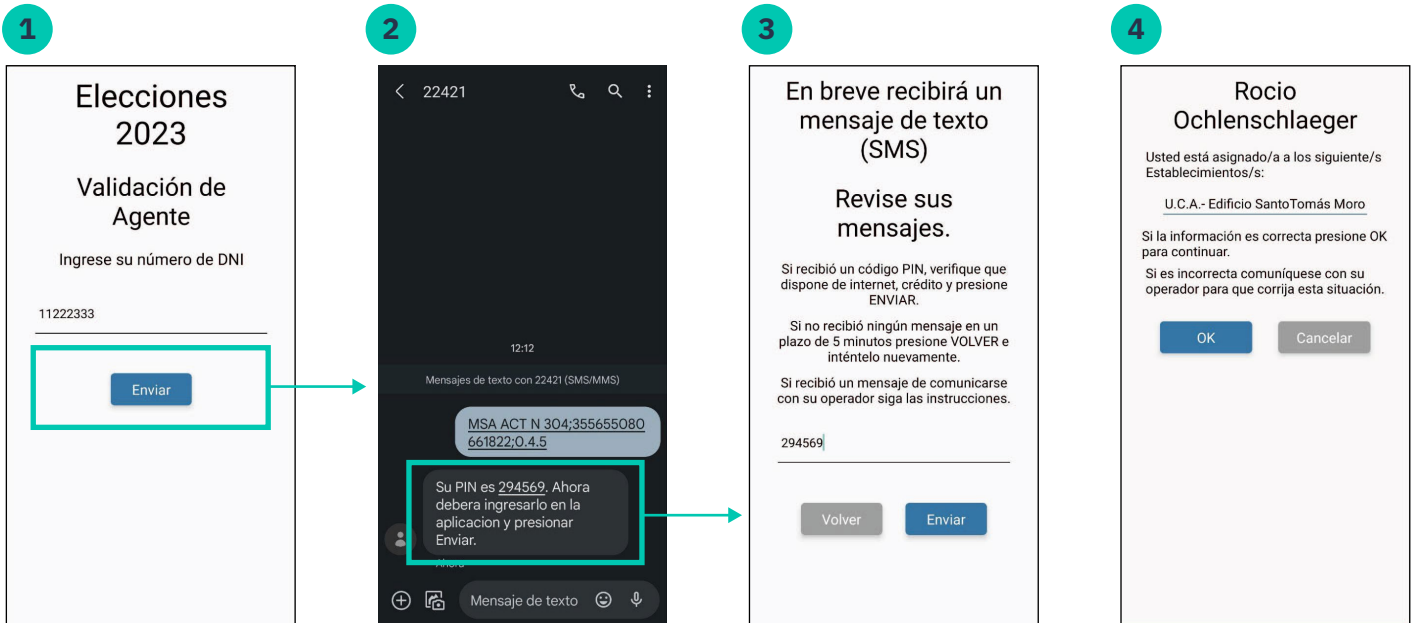 1
Elecciones
2023
Validación de
Agente
Ingrese su número de DNI
11222333
Enviar
2
22421
12:12
Mensajes de texto con 22421 (SMS/MMS)
MSA ACT N 304;355655080
661822;0.4.5
Su PIN es 294569. Ahora
debera ingresarlo en la
aplicacion y presionar
Enviar.
Ahora
Mensaje de texto
3
En breve recibirá un
mensaje de texto
(SMS)
Revise sus
mensajes.
Si recibió un código PIN, verifique que
dispone de internet, crédito y presione
ENVIAR.
Si no recibió ningún mensaje en un
plazo de 5 minutos presione VOLVER e
inténtelo nuevamente.
Si recibió un mensaje de comunicarse
con su operador siga las instrucciones.
294569
Volver
Enviar
4
Rocio
Ochlenschlaeger
Usted está asignado/a a los siguiente/s
Establecimientos/s:
U.C.A.- Edificio SantoTomás Moro
Si la información es correcta presione OK
para continuar.
Si es incorrecta comuníquese con su
operador para que corrija esta situación.
OK
Cancelar